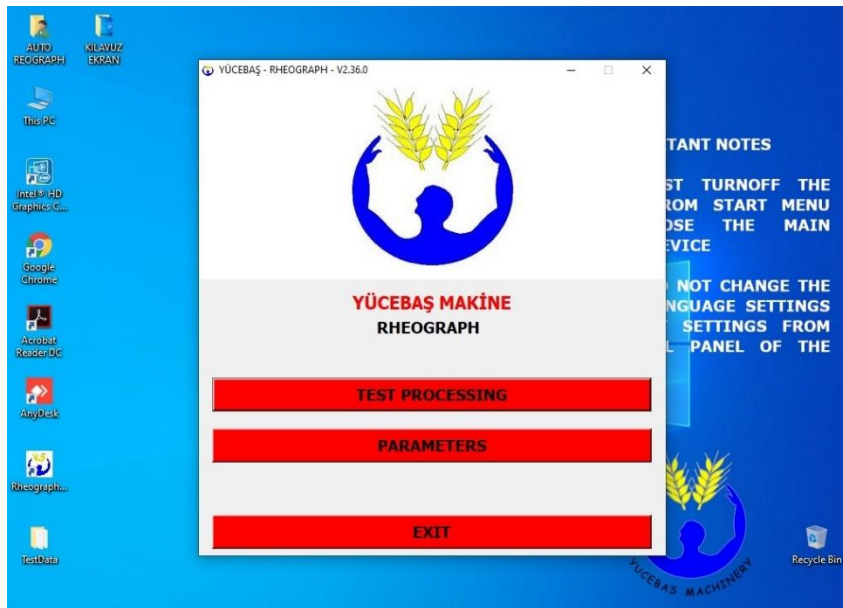 AUTO
REOGRAPH
KILAVUZ
EKRAN
This PC
Intel® HD
Graphics C...
Google
Chrome
Acrobat
Reader DC
AnyDesk
Rheograph...
TestData
YÜCEBAŞ - RHEOGRAPH - V2.36.0
YÜCEBAŞ MAKİNE
RHEOGRAPH
TEST PROCESSING
PARAMETERS
EXIT
TANT NOTES
ST TURNOFF THE
ROM START MENU
OSE THE MAIN
EVICE
NOT CHANGE THE
NGUAGE SETTINGS
SETTINGS FROM
L PANEL OF THE
YUCEBAS MACHINERY
Recycle Bin